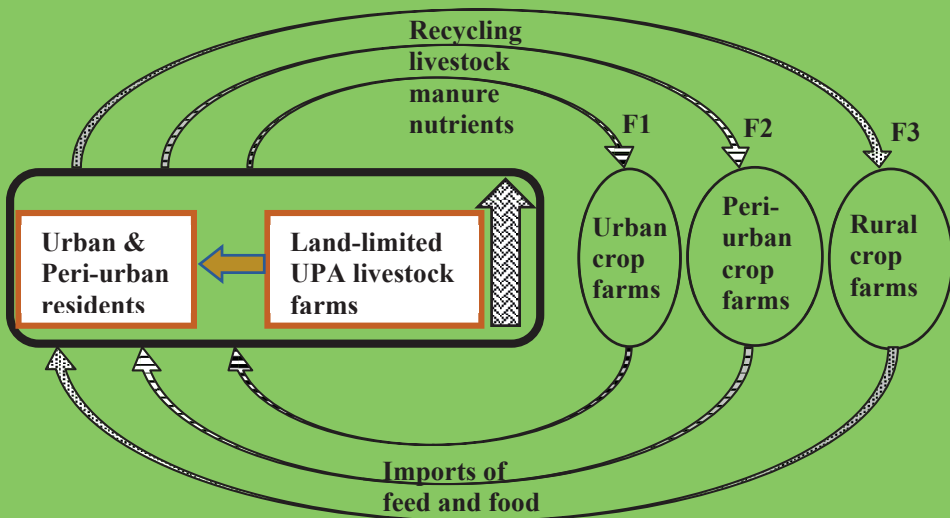 Recycling
livestock
manure
nutrients
F1
F2
F3
Urban &
Peri-urban
residents
Land-limited
UPA livestock
farms
Urban
crop
farms
Peri-
urban
crop
farms
Rural
crop
farms
Imports of
feed and food